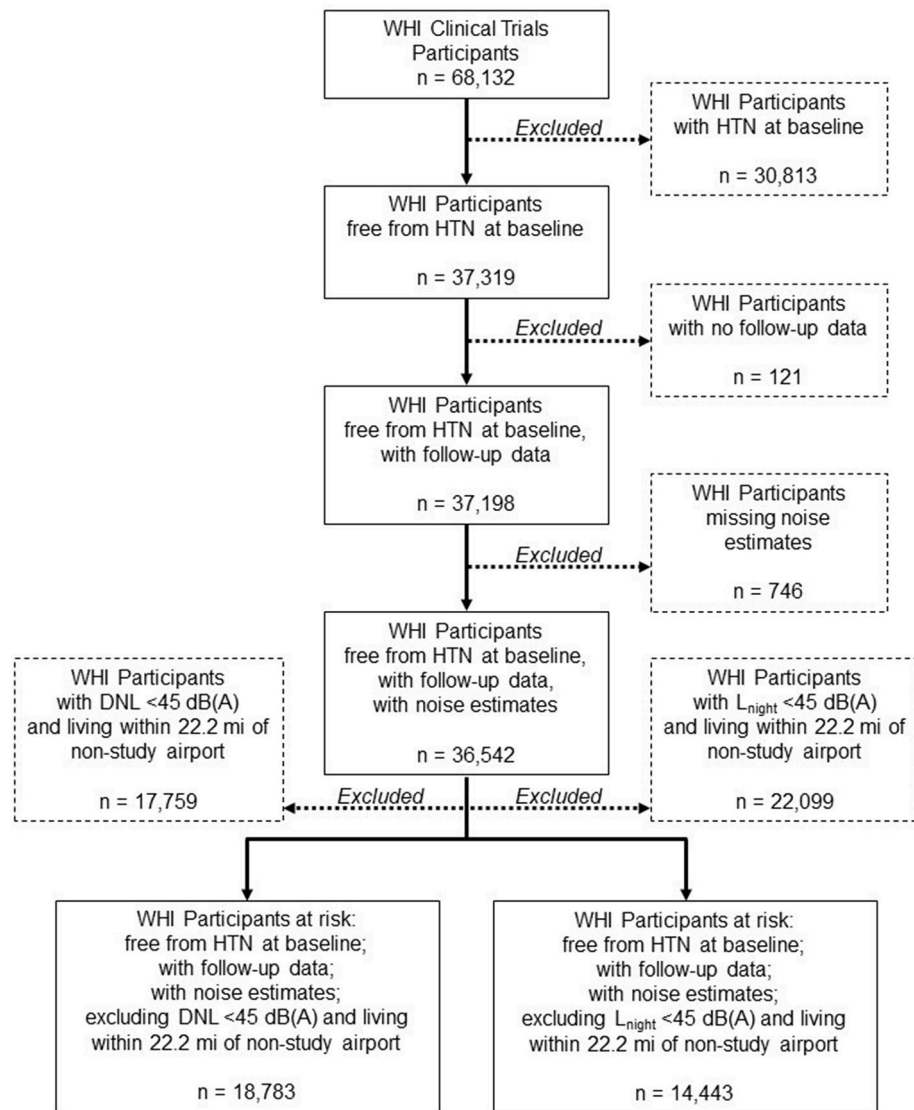 WHI Clinical Trials
Participants
n = 68,132
Excluded
WHI Participants
with HTN at baseline
n = 30,813
WHI Participants
free from HTN at baseline
n = 37,319
Excluded
WHI Participants
with no follow-up data
n = 121
WHI Participants
free from HTN at baseline,
with follow-up data
n = 37,198
Excluded
WHI Participants
missing noise
estimates
n = 746
WHI Participants
free from HTN at baseline,
with follow-up data,
with noise estimates
n = 36,542
WHI Participants
with DNL <45 dB(A)
and living within 22.2 mi of
non-study airport
n = 17,759
Excluded
Excluded
WHI Participants
with Lnight <45 dB(A)
and living within 22.2 mi of
non-study airport
n = 22,099
WHI Participants at risk:
free from HTN at baseline;
with follow-up data;
with noise estimates;
excluding DNL <45 dB(A) and living
within 22.2 mi of non-study airport
n = 18,783
WHI Participants at risk:
free from HTN at baseline;
with follow-up data;
with noise estimates;
excluding Lnight <45 dB(A) and living
within 22.2 mi of non-study airport
n = 14,443